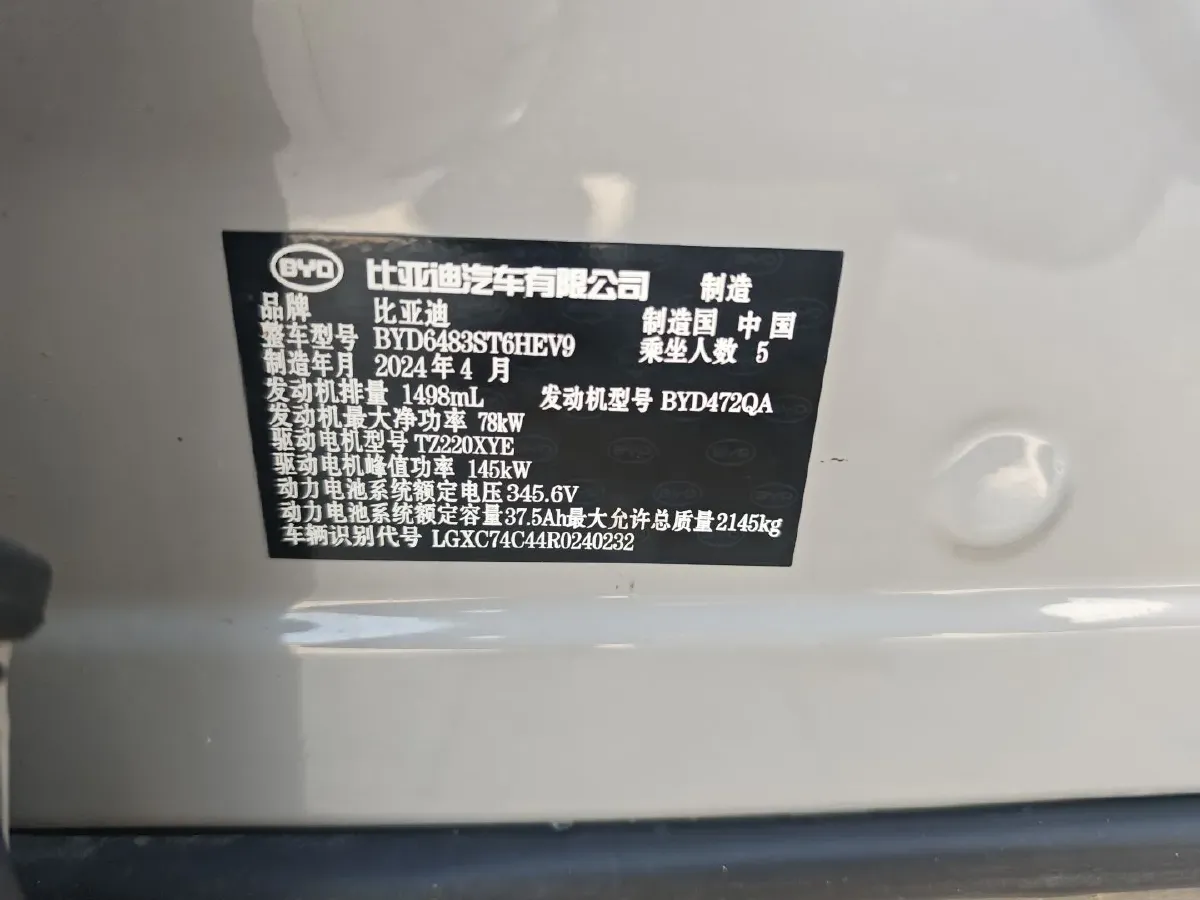 BYD 比亚迪汽车有限公司 制造
品牌 比亚迪 制造国 中国
整车型号 BYD6483ST6HEV9 乘坐人数 5
制造年月 2024年4月
发动机排量 1498mL 发动机型号 BYD472QA
发动机最大净功率 78kW
驱动电机型号 TZ220XYE
驱动电机峰值功率 145kW
动力电池系统额定电压 345.6V
动力电池系统额定容量 37.5Ah 最大允许总质量 2145kg
车辆识别代号 LGXC74C44R0240232